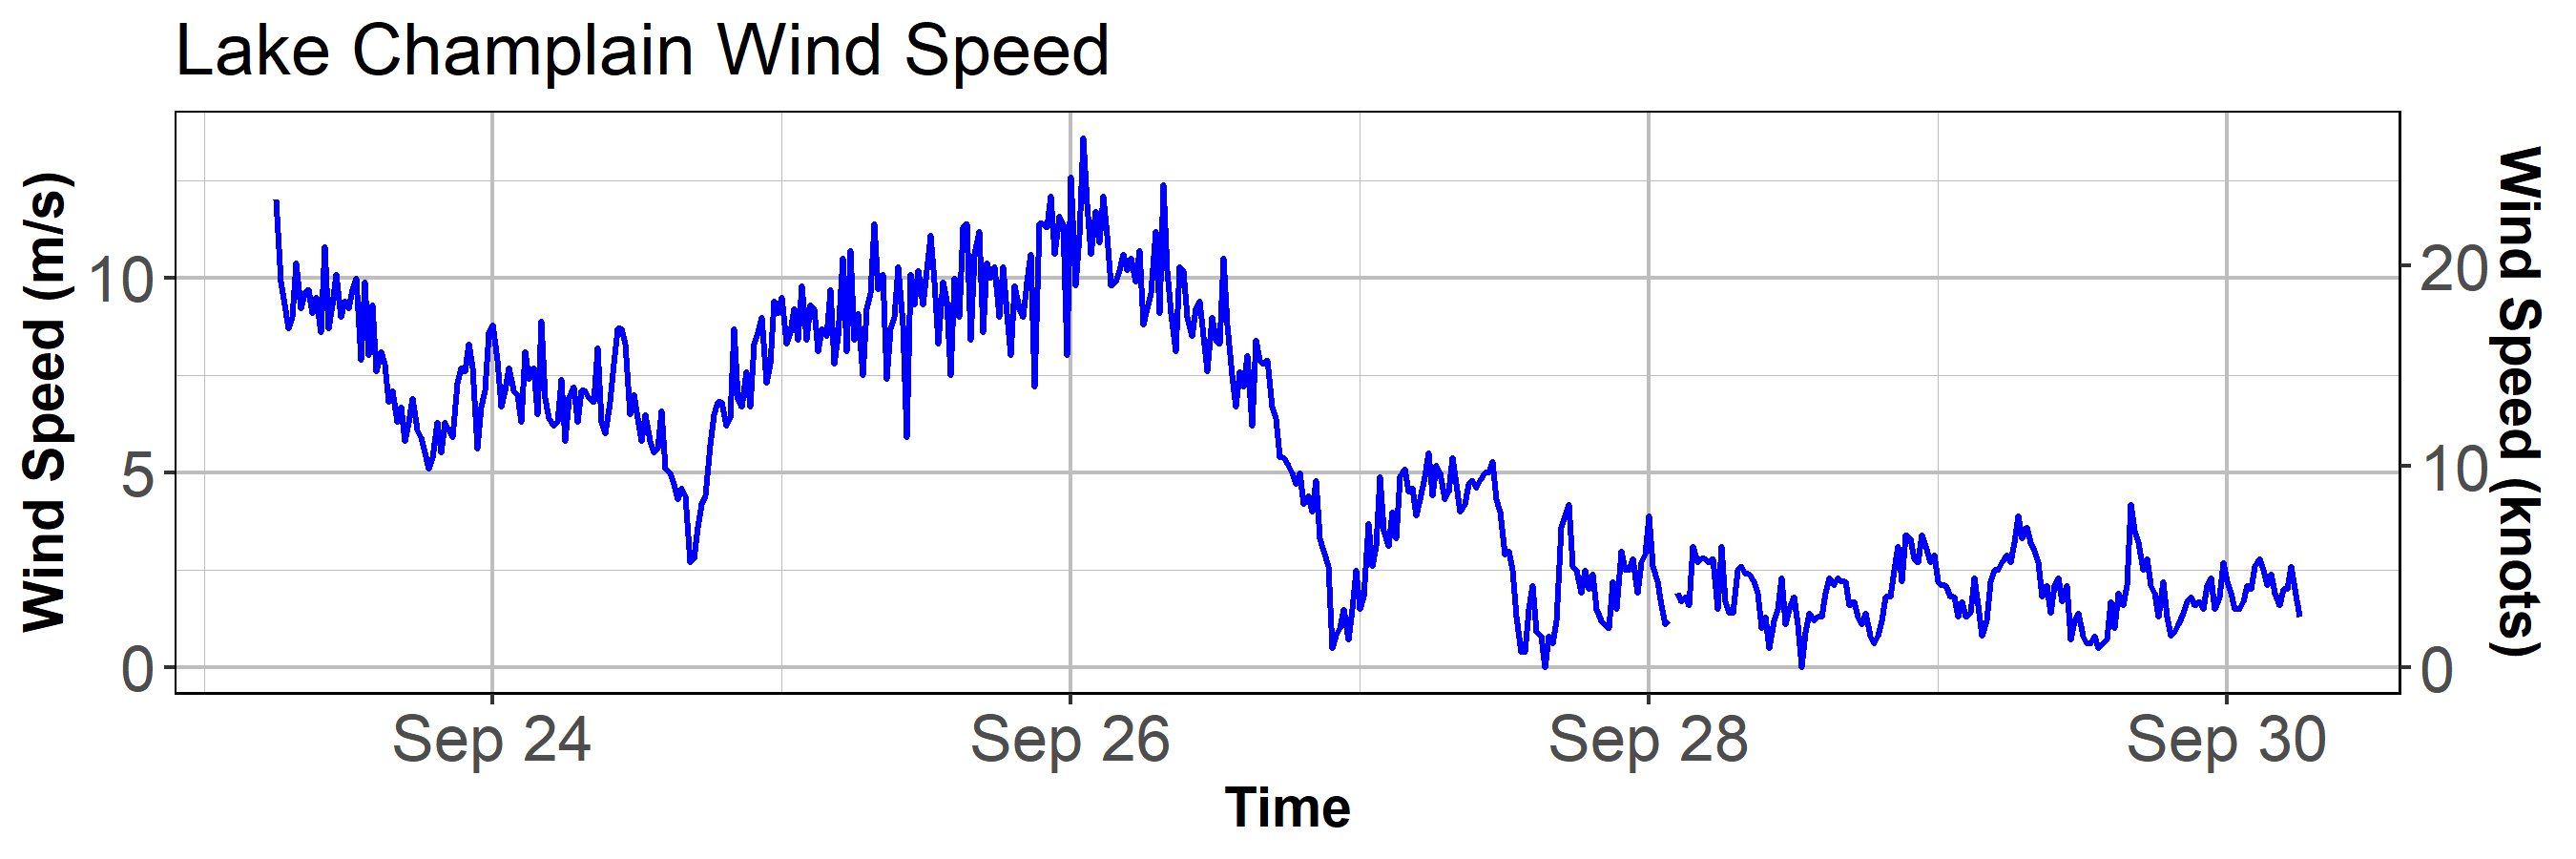 Lake Champlain Wind Speed
Wind Speed (m/s)
10
5
0
20
10
0
Wind Speed (knots)
Sep 24
Sep 26
Sep 28
Sep 30
Time